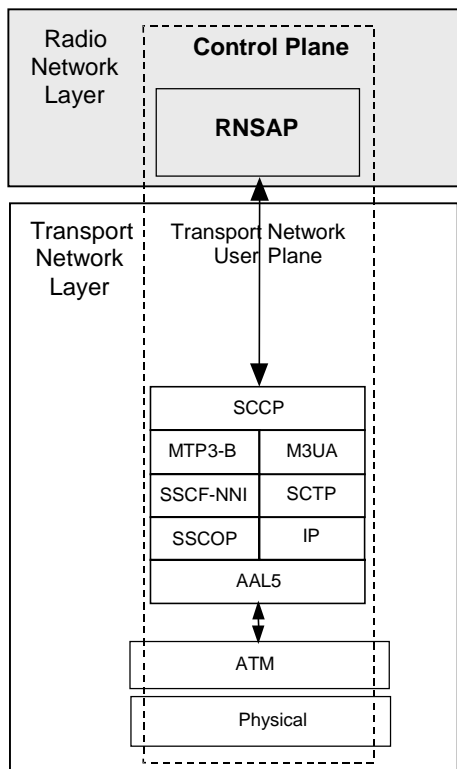 Radio
Network
Layer
Control Plane
RNSAP
Transport
Network
Layer
Transport Network
User Plane
SCCP
MTP3-B
M3UA
SSCF-NNI
SCTP
SSCOP
IP
AAL5
ATM
Physical